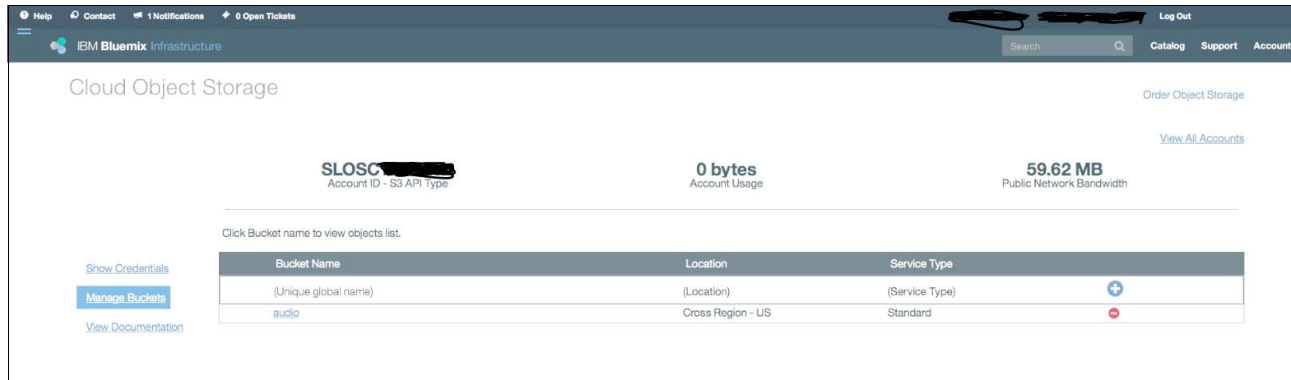 Help Contact 1 Notifications 0 Open Tickets Log Out
IBM Bluemix Infrastructure Search Catalog Support Account
Cloud Object Storage
Order Object Storage
View All Accounts
SLOSC 0 bytes 59.62 MB
Account ID - S3 API Type Account Usage Public Network Bandwidth
Click Bucket name to view objects list.
Show Credentials
Manage Buckets
View Documentation
Bucket Name Location Service Type
(Unique global name) (Location) (Service Type)
audio Cross Region - US Standard